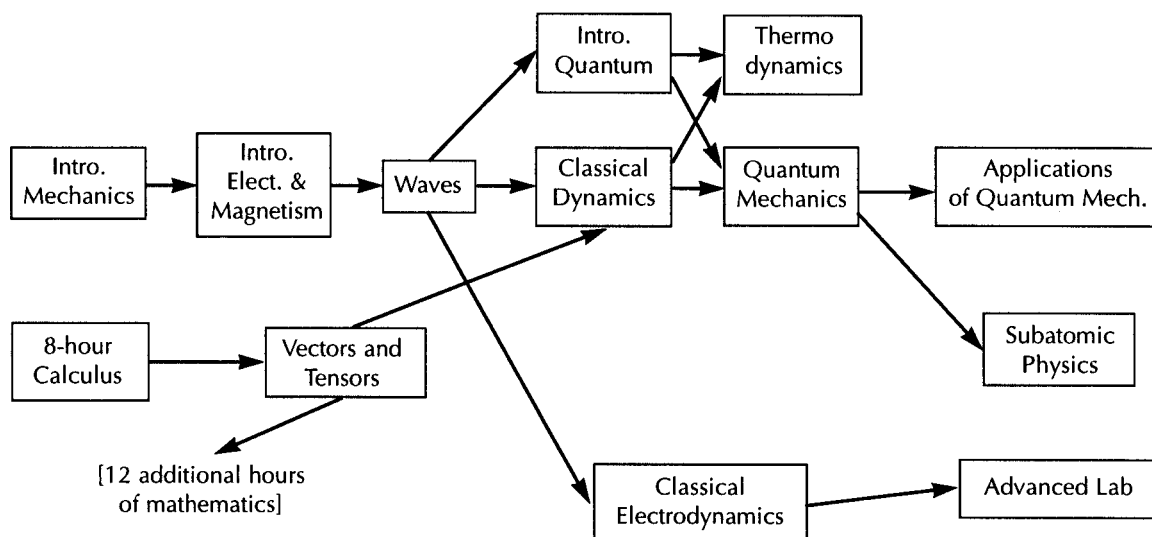 Intro.
Quantum
Thermo
dynamics
Intro.
Mechanics
Intro.
Elect. &
Magnetism
Waves
Classical
Dynamics
Quantum
Mechanics
Applications
of Quantum Mech.
8-hour
Calculus
Vectors and
Tensors
Subatomic
Physics
[12 additional hours
of mathematics]
Classical
Electrodynamics
Advanced Lab